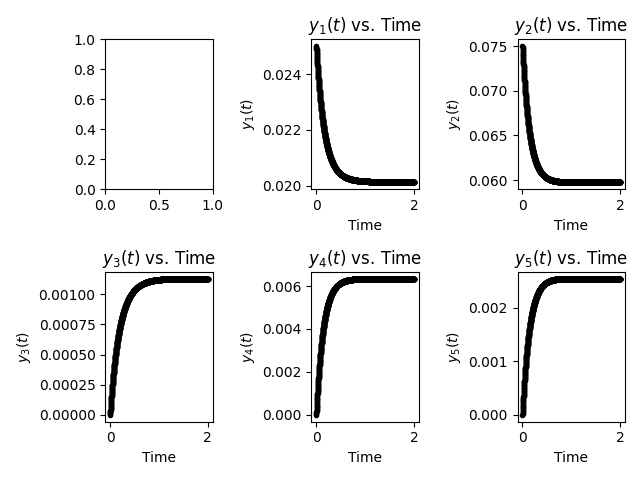 y₁(t) vs. Time
y₂(t) vs. Time
1.0
0.8
0.6
0.4
0.2
0.0
0.0 0.5 1.0
y₁(t)
0.024
0.022
0.020
0 2
Time
y₂(t)
0.075
0.070
0.065
0.060
0 2
Time
y₃(t) vs. Time
y₃(t)
0.00100
0.00075
0.00050
0.00025
0.00000
0 2
Time
y₄(t) vs. Time
y₄(t)
0.006
0.004
0.002
0.000
0 2
Time
y₅(t) vs. Time
y₅(t)
0.002
0.001
0.000
0 2
Time